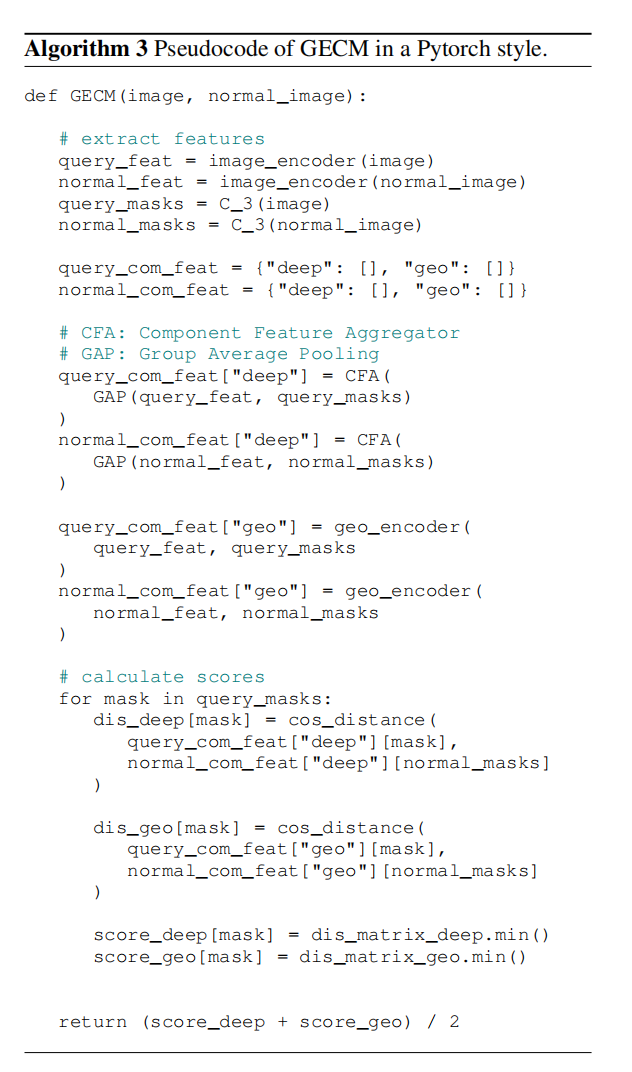 Algorithm 3 Pseudocode of GECM in a Pytorch style.
def GECM(image, normal_image):
# extract features
query_feat = image_encoder(image)
normal_feat = image_encoder(normal_image)
query_masks = C_3(image)
normal_masks = C_3(normal_image)
query_com_feat = {"deep": [], "geo": []}
normal_com_feat = {"deep": [], "geo": []}
# CFA: Component Feature Aggregator
# GAP: Group Average Pooling
query_com_feat["deep"] = CFA(
GAP(query_feat, query_masks)
)
normal_com_feat["deep"] = CFA(
GAP(normal_feat, normal_masks)
)
query_com_feat["geo"] = geo_encoder(
query_feat, query_masks
)
normal_com_feat["geo"] = geo_encoder(
normal_feat, normal_masks
)
# calculate scores
for mask in query_masks:
dis_deep[mask] = cos_distance(
query_com_feat["deep"][mask],
normal_com_feat["deep"][normal_masks]
)
dis_geo[mask] = cos_distance(
query_com_feat["geo"][mask],
normal_com_feat["geo"][normal_masks]
)
score_deep[mask] = dis_matrix_deep.min()
score_geo[mask] = dis_matrix_geo.min()
return (score_deep + score_geo) / 2